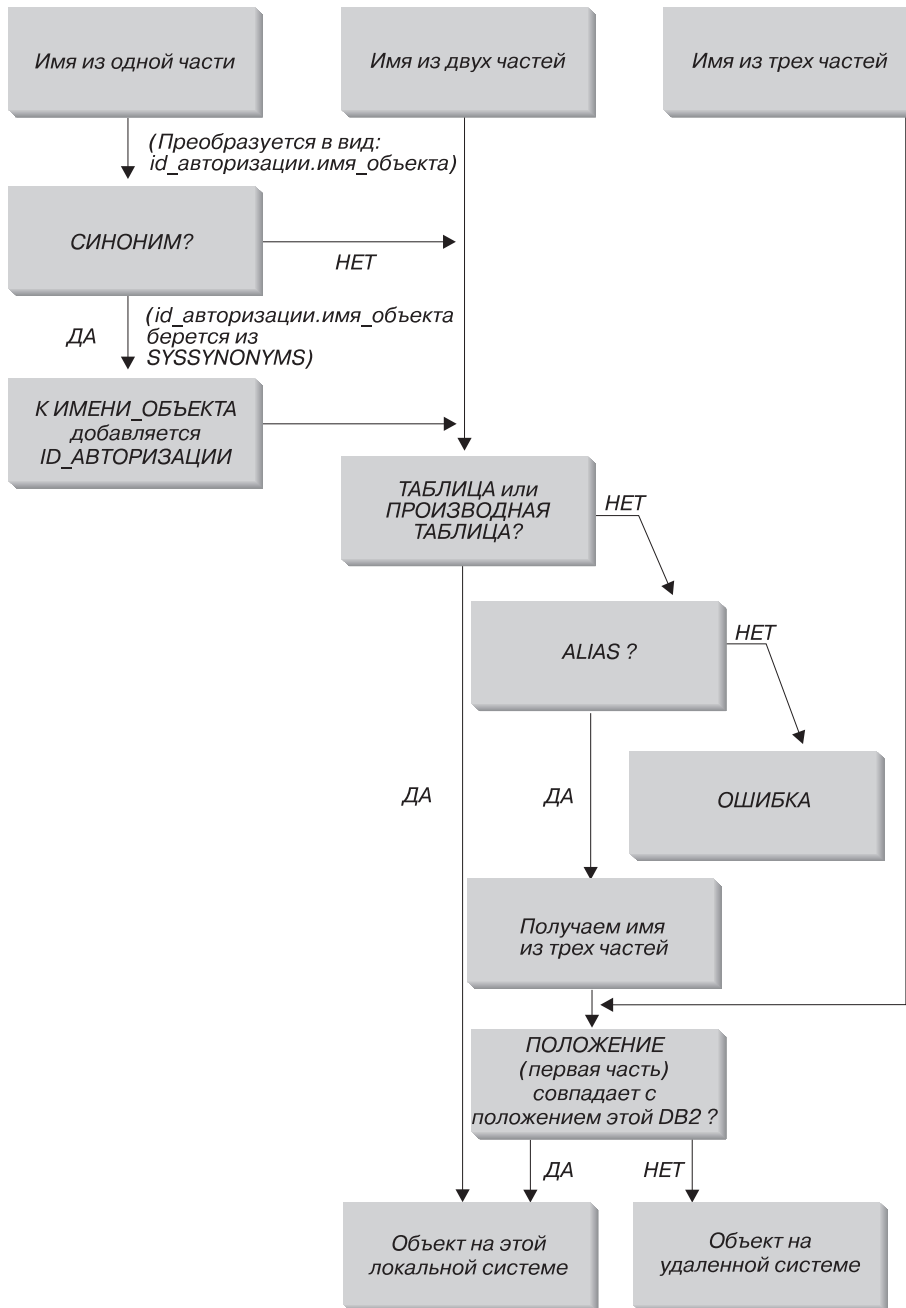 Имя из одной части
Имя из двух частей
Имя из трех частей
(Преобразуется в вид:
id_авторизации.имя_объекта)
СИНОНИМ?
НЕТ
ДА
(id_авторизации.имя_объекта
берется из
SYSSYNONYMS)
К ИМЕНИ_ОБЪЕКТА
добавляется
ID_АВТОРИЗАЦИИ
ТАБЛИЦА или
ПРОИЗВОДНАЯ
ТАБЛИЦА?
НЕТ
ALIAS ?
НЕТ
ОШИБКА
ДА
ДА
Получаем имя
из трех частей
ПОЛОЖЕНИЕ
(первая часть)
совпадает с
положением этой DB2 ?
ДА
НЕТ
Объект на этой
локальной системе
Объект на
удаленной системе